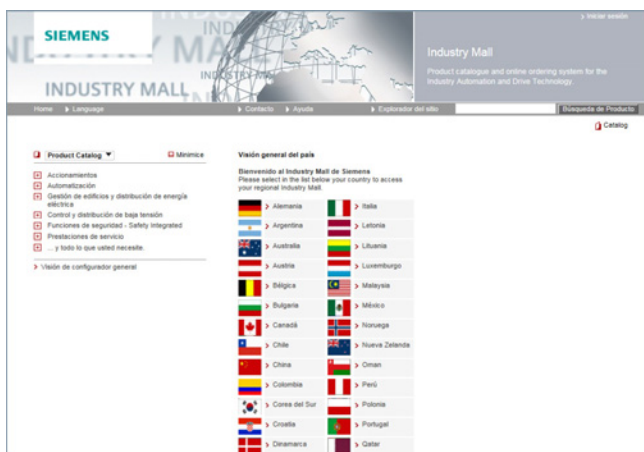 > Iniciar sesión
SIEMENS
INDUSTRY MALL
Industry Mall
Product catalogue and online ordering system for the
Industry Automation and Drive Technology.
Home Language Contacto Ayuda Explorador del sitio Búsqueda de Producto
Catalog
Product Catalog Minimice
Accionamientos
Automatización
Gestión de edificios y distribución de energía
eléctrica
Control y distribución de baja tensión
Funciones de seguridad - Safety Integrated
Prestaciones de servicio
... y todo lo que usted necesite.
> Visión de configurador general
Visión general del país
Bienvenido al Industry Mall de Siemens
Please select in the list below your country to access
your regional Industry Mall.
> Alemania > Italia
> Argentina > Letonia
> Australia > Lituania
> Austria > Luxemburgo
> Bélgica > Malaysia
> Bulgaria > México
> Canadá > Noruega
> Chile > Nueva Zelanda
> China > Oman
> Colombia > Perú
> Corea del Sur > Polonia
> Croatia > Portugal
> Dinamarca > Qatar